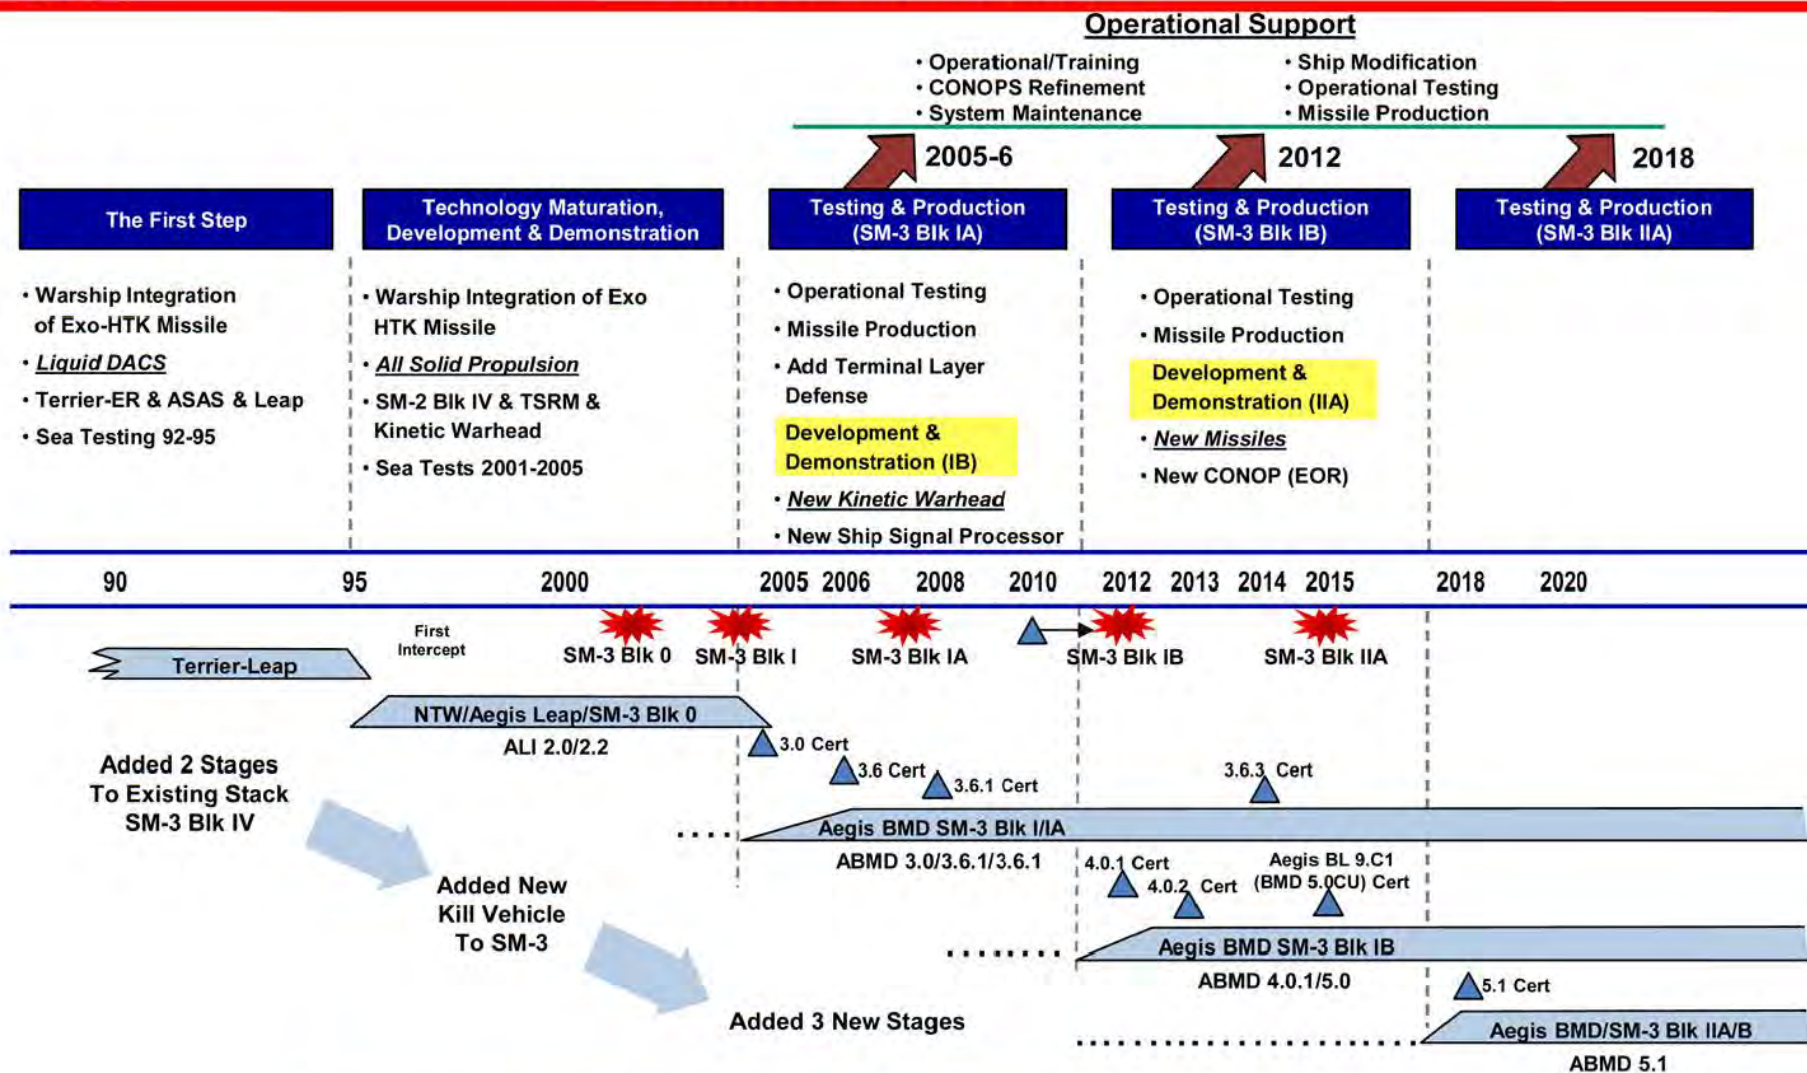 Operational Support
• Operational/Training
• CONOPS Refinement
• System Maintenance
• Ship Modification
• Operational Testing
• Missile Production
2005-6
2012
2018
The First Step
Technology Maturation,
Development & Demonstration
Testing & Production
(SM-3 Blk IA)
Testing & Production
(SM-3 Blk IB)
Testing & Production
(SM-3 Blk IIA)
• Warship Integration
of Exo-HTK Missile
• Liquid DACS
• Terrier-ER & ASAS & Leap
• Sea Testing 92-95
• Warship Integration of Exo
HTK Missile
• All Solid Propulsion
• SM-2 Blk IV & TSRM &
Kinetic Warhead
• Sea Tests 2001-2005
• Operational Testing
• Missile Production
• Add Terminal Layer
Defense
Development &
Demonstration (IB)
• New Kinetic Warhead
• New Ship Signal Processor
• Operational Testing
• Missile Production
Development &
Demonstration (IIA)
• New Missiles
• New CONOP (EOR)
90 95 2000 2005 2006 2008 2010 2012 2013 2014 2015 2018 2020
First
Intercept
SM-3 Blk 0
SM-3 Blk I
SM-3 Blk IA
SM-3 Blk IB
SM-3 Blk IIA
Terrier-Leap
NTW/Aegis Leap/SM-3 Blk 0
ALI 2.0/2.2
3.0 Cert
3.6 Cert
3.6.1 Cert
3.6.3 Cert
Added 2 Stages
To Existing Stack
SM-3 Blk IV
Aegis BMD SM-3 Blk I/IA
ABMD 3.0/3.6.1/3.6.1
4.0.1 Cert
4.0.2 Cert
Aegis BL 9.C1
(BMD 5.0CU) Cert
Added New
Kill Vehicle
To SM-3
Aegis BMD SM-3 Blk IB
ABMD 4.0.1/5.0
5.1 Cert
Added 3 New Stages
Aegis BMD/SM-3 Blk IIA/B
ABMD 5.1